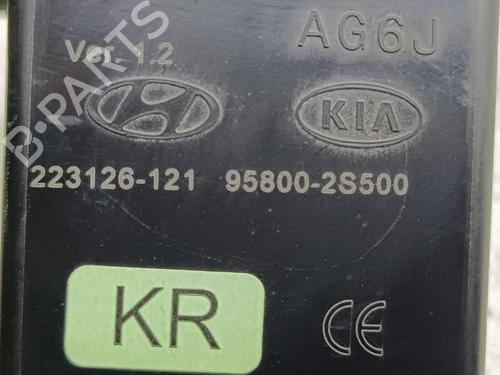 AG6J
Ver. 1.2
KIA
223126-121 95800-2S500
KR
CE
B-PARTS